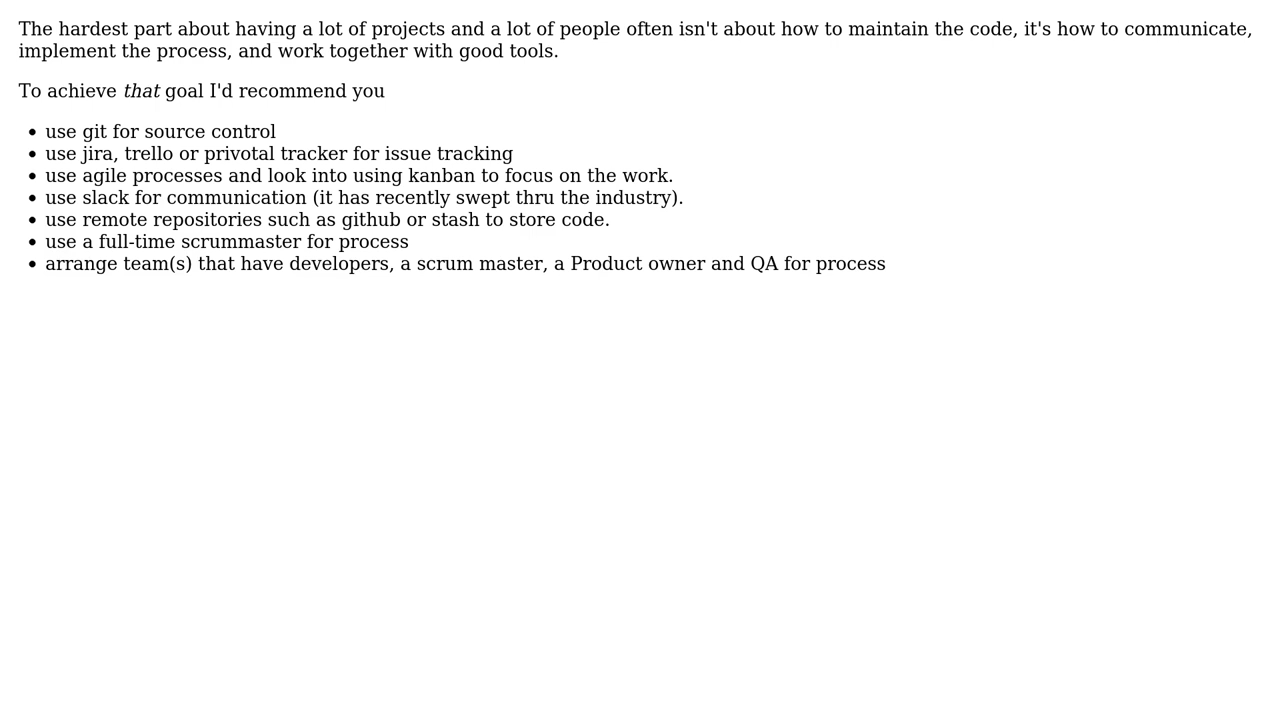 The hardest part about having a lot of projects and a lot of people often isn't about how to maintain the code, it's how to communicate,
implement the process, and work together with good tools.
To achieve that goal I'd recommend you
• use git for source control
• use jira, trello or privotal tracker for issue tracking
• use agile processes and look into using kanban to focus on the work.
• use slack for communication (it has recently swept thru the industry).
• use remote repositories such as github or stash to store code.
• use a full-time scrummaster for process
• arrange team(s) that have developers, a scrum master, a Product owner and QA for process